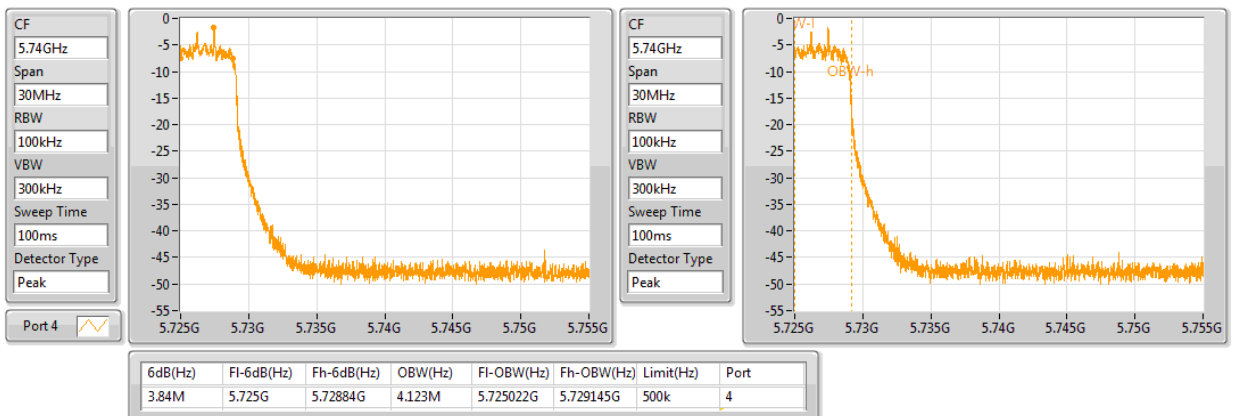 CF
5.74GHz
Span
30MHz
RBW
100kHz
VBW
300kHz
Sweep Time
100ms
Detector Type
Peak
Port 4
0
-5
-10
-15
-20
-25
-30
-35
-40
-45
-50
-55
5.725G 5.73G 5.735G 5.74G 5.745G 5.75G 5.755G
CF
5.74GHz
Span
30MHz
RBW
100kHz
VBW
300kHz
Sweep Time
100ms
Detector Type
Peak
0
-5
-10
-15
-20
-25
-30
-35
-40
-45
-50
-55
W-l
OBW-h
5.725G 5.73G 5.735G 5.74G 5.745G 5.75G 5.755G
6dB(Hz) Fl-6dB(Hz) Fh-6dB(Hz) OBW(Hz) Fl-OBW(Hz) Fh-OBW(Hz) Limit(Hz) Port
3.84M 5.725G 5.72884G 4.123M 5.725022G 5.729145G 500k 4